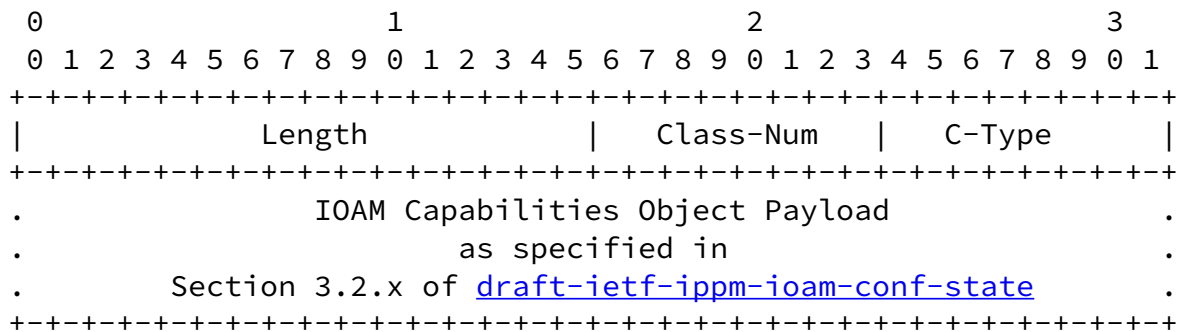 0                   1                   2                   3
 0 1 2 3 4 5 6 7 8 9 0 1 2 3 4 5 6 7 8 9 0 1 2 3 4 5 6 7 8 9 0 1
+-+-+-+-+-+-+-+-+-+-+-+-+-+-+-+-+-+-+-+-+-+-+-+-+-+-+-+-+-+-+-+-+
|             Length            |   Class-Num   |   C-Type      |
+-+-+-+-+-+-+-+-+-+-+-+-+-+-+-+-+-+-+-+-+-+-+-+-+-+-+-+-+-+-+-+-+
.                IOAM Capabilities Object Payload               .
.                        as specified in                        .
.        Section 3.2.x of draft-ietf-ippm-ioam-conf-state       .
+-+-+-+-+-+-+-+-+-+-+-+-+-+-+-+-+-+-+-+-+-+-+-+-+-+-+-+-+-+-+-+-+